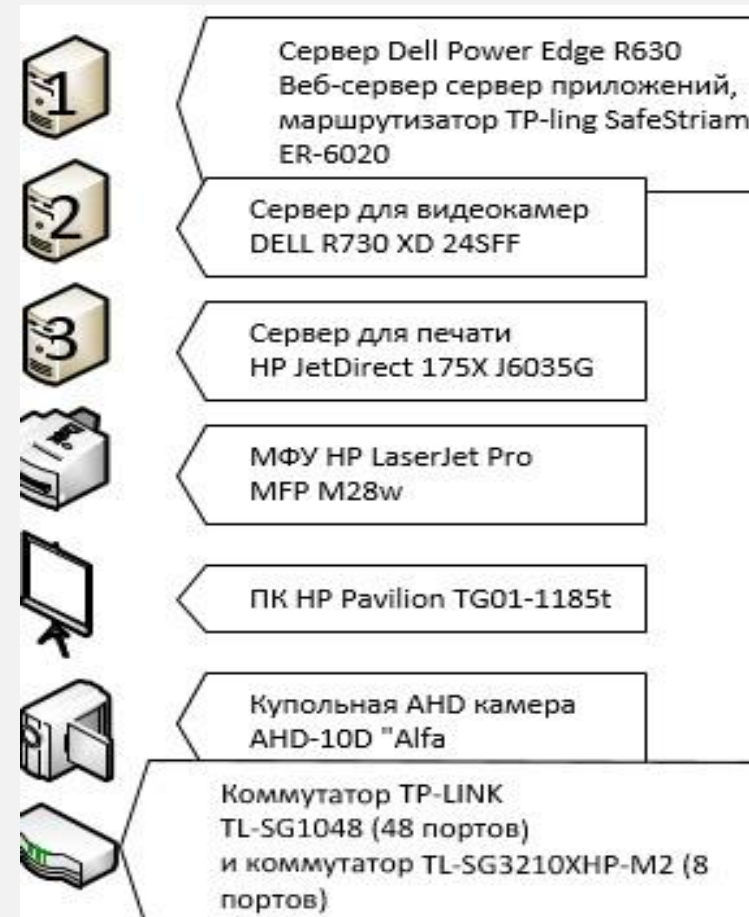 1
Сервер Dell Power Edge R630
Веб-сервер сервер приложений,
маршрутизатор TP-ling SafeStriam
ER-6020
2
Сервер для видеокамер
DELL R730 XD 24SFF
3
Сервер для печати
HP JetDirect 175X J6035G
МФУ HP LaserJet Pro
MFP M28w
ПК HP Pavilion TG01-1185t
Купольная AHD камера
AHD-10D "Alfa
Коммутатор TP-LINK
TL-SG1048 (48 портов)
и коммутатор TL-SG3210XHP-M2 (8
портов)